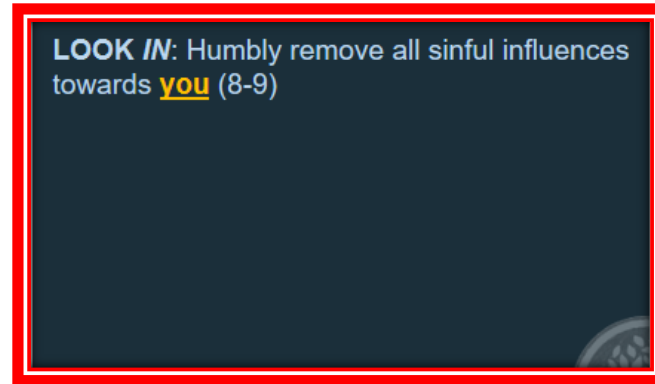 LOOK IN: Humbly remove all sinful influences
towards you (8-9)